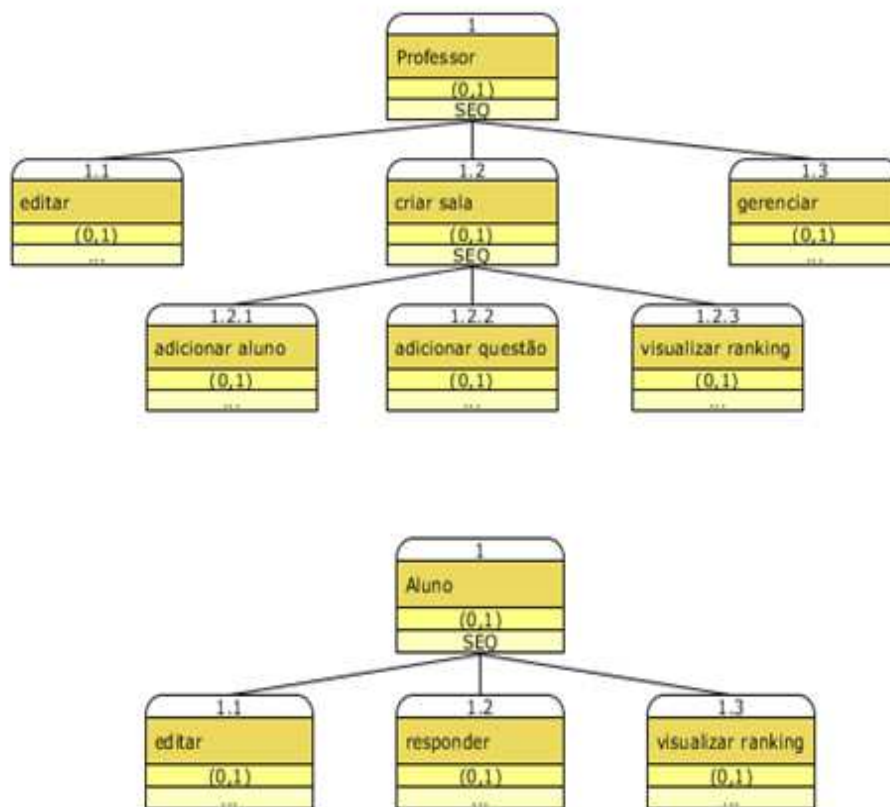 1
Professor
(0,1)
SEQ
1.1
editar
(0,1)
...
1.2
criar sala
(0,1)
SEQ
1.3
gerenciar
(0,1)
...
1.2.1
adicionar aluno
(0,1)
...
1.2.2
adicionar questão
(0,1)
...
1.2.3
visualizar ranking
(0,1)
...
1
Aluno
(0,1)
SEQ
1.1
editar
(0,1)
...
1.2
responder
(0,1)
...
1.3
visualizar ranking
(0,1)
...